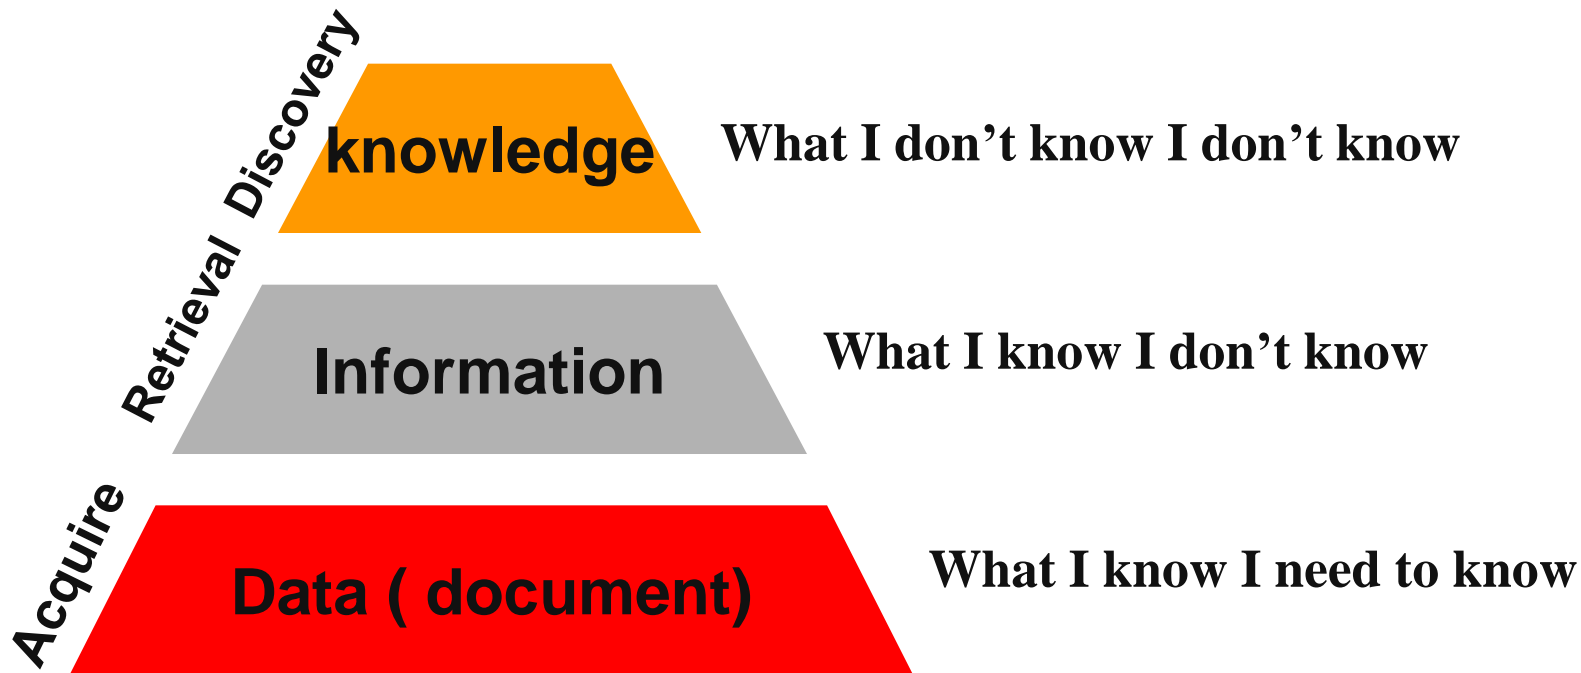 Discovery
knowledge
What I don’t know I don’t know
Retrieval
Information
What I know I don’t know
Acquire
Data ( document)
What I know I need to know